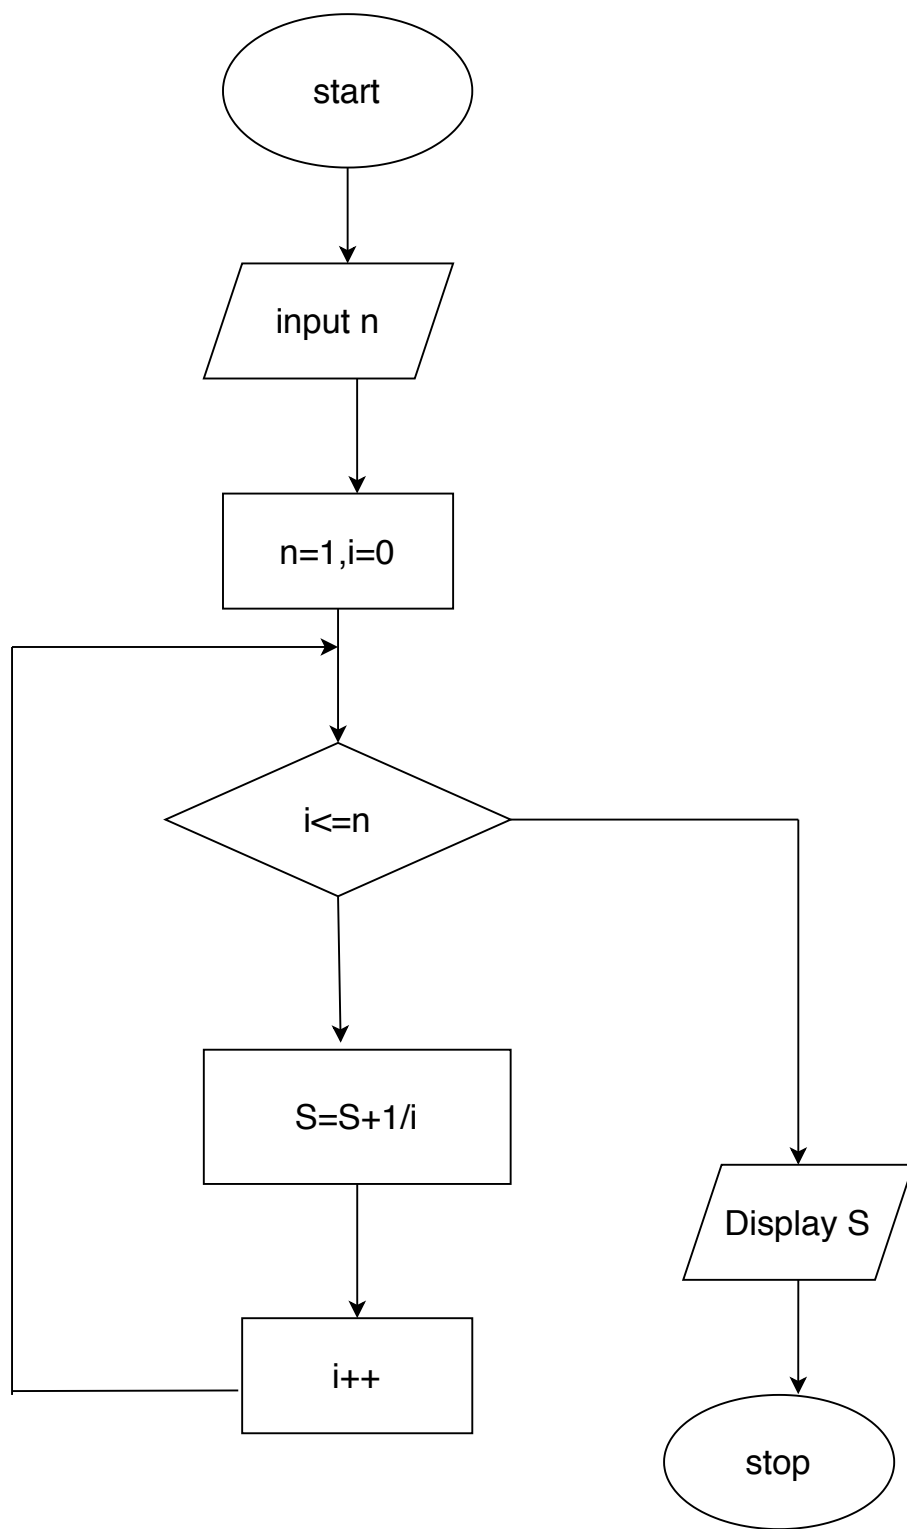 start
input n
n=1,i=0
i<=n
S=S+1/i
Display S
i++
stop